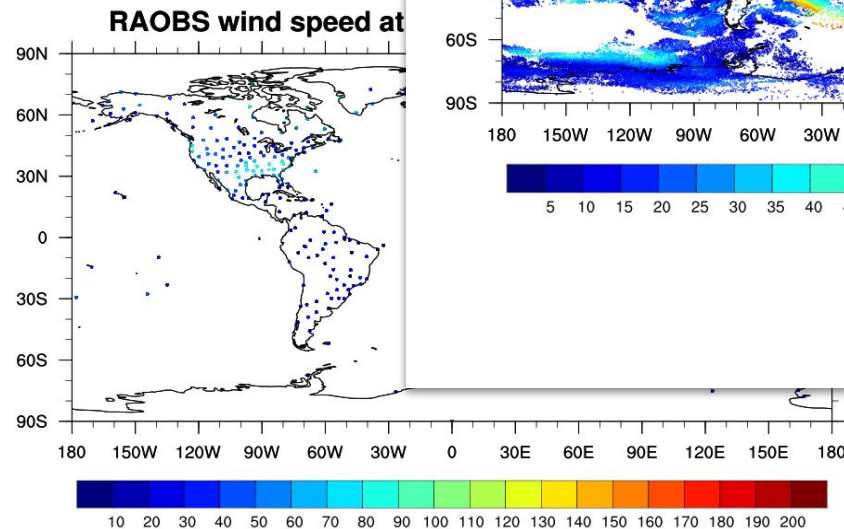 RAOBS wind speed at
90N
60N
30N
0
30S
60S
90S
180 150W 120W 90W 60W 30W 0 30E 60E 90E 120E 150E 180
10 20 30 40 50 60 70 80 90 100 110 120 130 140 150 160 170 180 190 200
60S
90S
180 150W 120W 90W 60W 30W
5 10 15 20 25 30 35 40